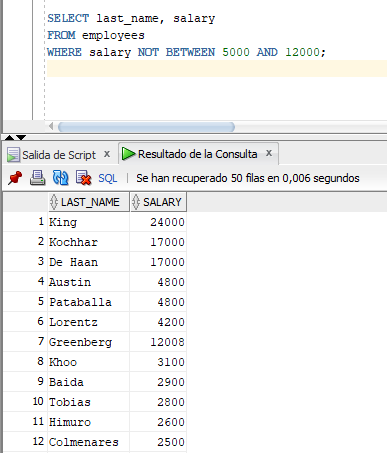 SELECT last_name, salary
FROM employees
WHERE salary NOT BETWEEN 5000 AND 12000;
Salida de Script x Resultado de la Consulta x
SQL | Se han recuperado 50 filas en 0,006 segundos
LAST_NAME SALARY
1 King 24000
2 Kochhar 17000
3 De Haan 17000
4 Austin 4800
5 Pataballa 4800
6 Lorentz 4200
7 Greenberg 12008
8 Khoo 3100
9 Baida 2900
10 Tobias 2800
11 Himuro 2600
12 Colmenares 2500